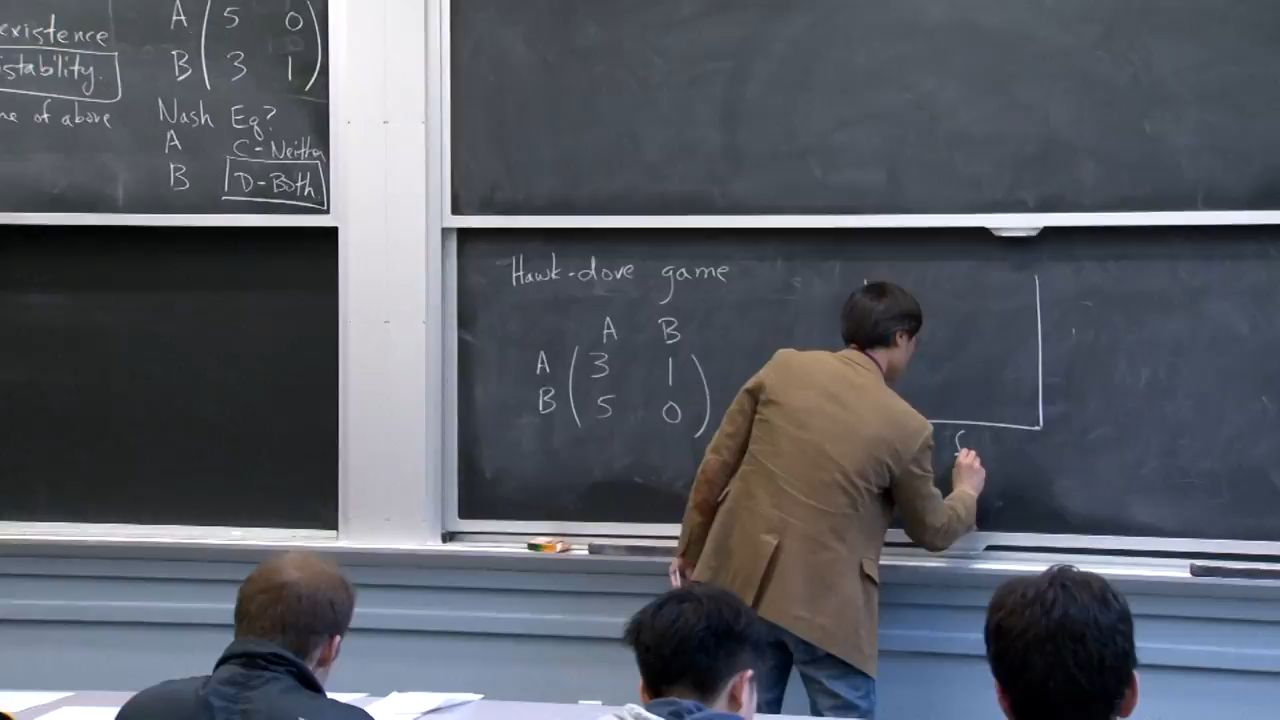 existence
stability.
of above
A 5 0
B 3 1
Nash Eq?
A C-Neither
B D-Both
Hawk-dove game
A B
A 3 1
B 5 0